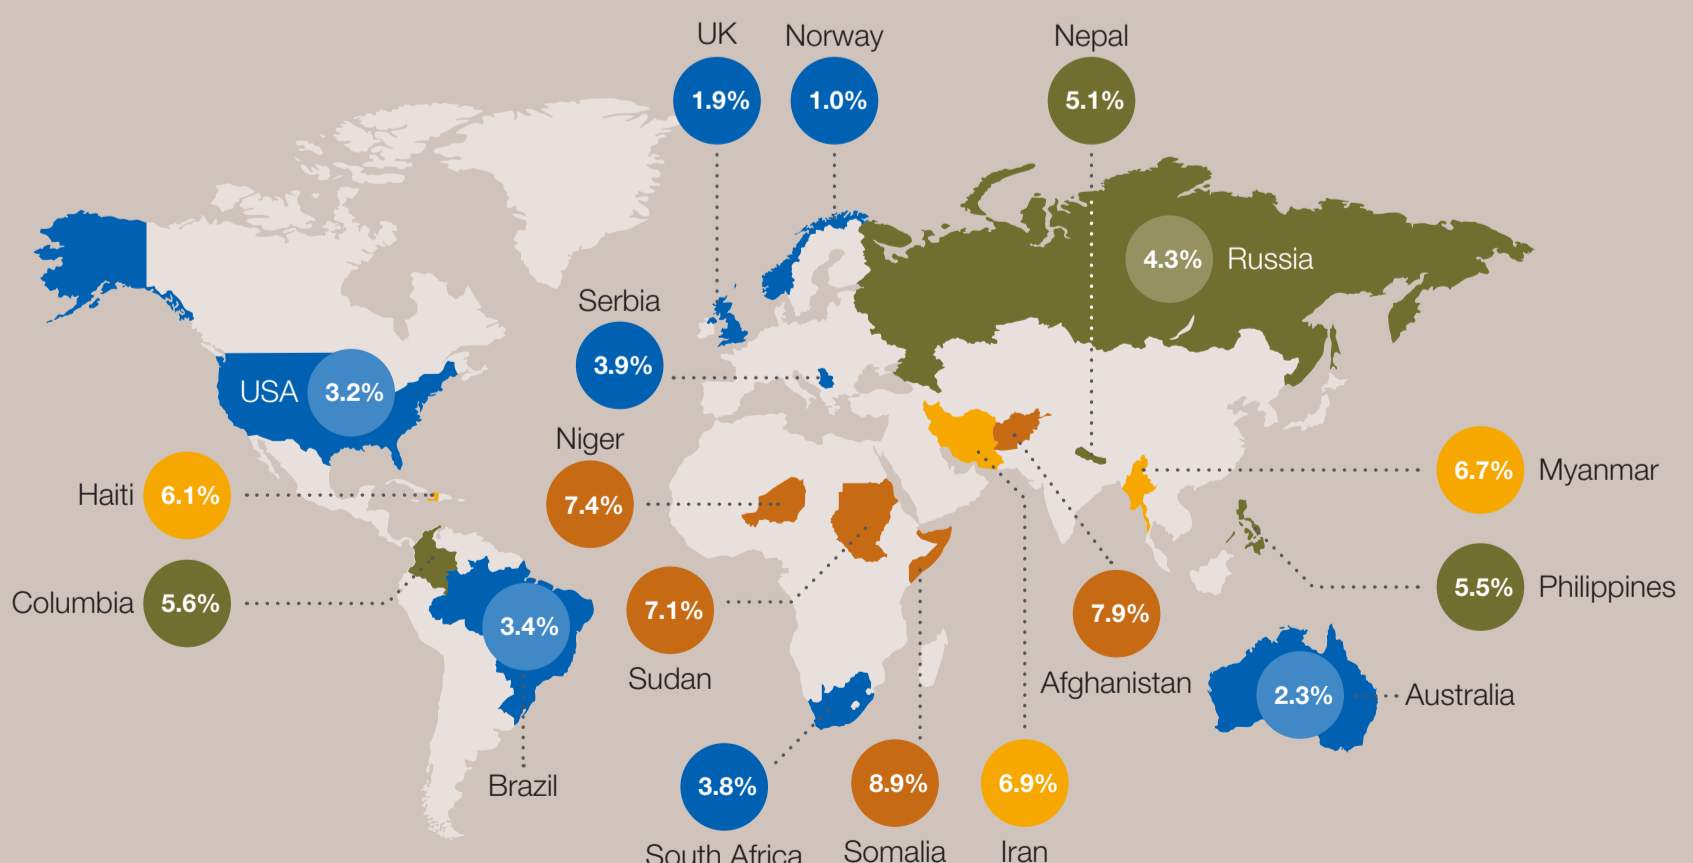 UK
1.9%
Norway
1.0%
Nepal
5.1%
4.3%
Russia
Serbia
3.9%
USA
3.2%
Niger
7.4%
Haiti
6.1%
6.7%
Myanmar
Columbia
5.6%
3.4%
Brazil
7.1%
Sudan
7.9%
Afghanistan
5.5%
Philippines
2.3%
Australia
3.8%
South Africa
8.9%
Somalia
6.9%
Iran